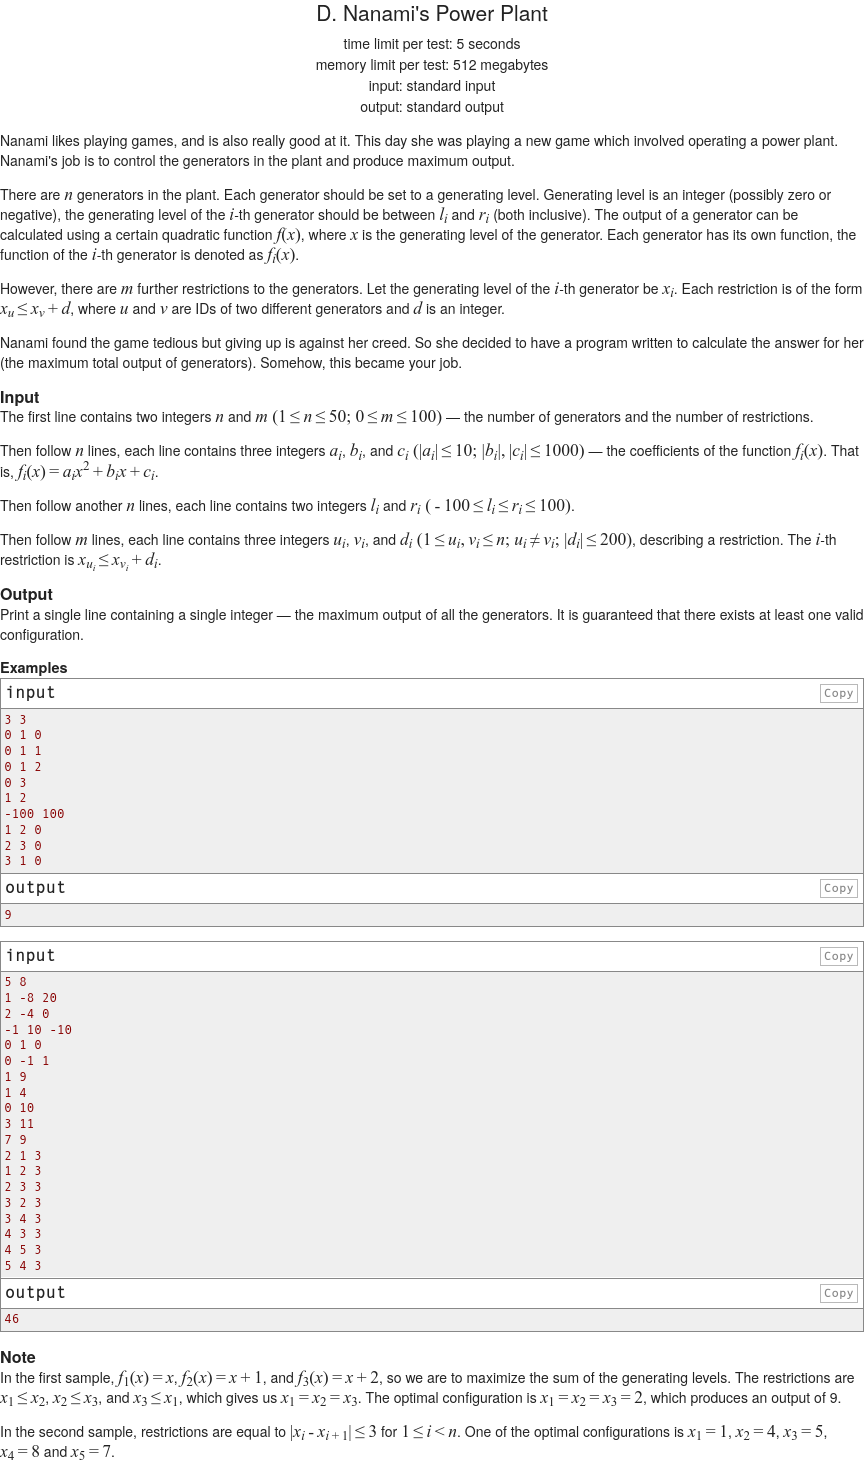 D. Nanami's Power Plant
time limit per test: 5 seconds
memory limit per test: 512 megabytes
input: standard input
output: standard output
Nanami likes playing games, and is also really good at it. This day she was playing a new game which involved operating a power plant.
Nanami's job is to control the generators in the plant and produce maximum output.
There are n generators in the plant. Each generator should be set to a generating level. Generating level is an integer (possibly zero or
negative), the generating level of the i-th generator should be between l_i and r_i (both inclusive). The output of a generator can be
calculated using a certain quadratic function f(x), where x is the generating level of the generator. Each generator has its own function, the
function of the i-th generator is denoted as f_i(x).
However, there are m further restrictions to the generators. Let the generating level of the i-th generator be x_i. Each restriction is of the form
x_u ≤ x_v + d, where u and v are IDs of two different generators and d is an integer.
Nanami found the game tedious but giving up is against her creed. So she decided to have a program written to calculate the answer for her
(the maximum total output of generators). Somehow, this became your job.
Input
The first line contains two integers n and m (1 ≤ n ≤ 50; 0 ≤ m ≤ 100) — the number of generators and the number of restrictions.
Then follow n lines, each line contains three integers a_i, b_i, and c_i (|a_i| ≤ 10; |b_i|, |c_i| ≤ 1000) — the coefficients of the function f_i(x). That
is, f_i(x) = a_i x² + b_i x + c_i.
Then follow another n lines, each line contains two integers l_i and r_i ( - 100 ≤ l_i ≤ r_i ≤ 100).
Then follow m lines, each line contains three integers u_i, v_i, and d_i (1 ≤ u_i, v_i ≤ n; u_i ≠ v_i; |d_i| ≤ 200), describing a restriction. The i-th
restriction is x_{u_i} ≤ x_{v_i} + d_i.
Output
Print a single line containing a single integer — the maximum output of all the generators. It is guaranteed that there exists at least one valid
configuration.
Examples
input Copy
3 3
0 1 0
0 1 1
0 1 2
0 3
1 2
-100 100
1 2 0
2 3 0
3 1 0
output Copy
9
input Copy
5 8
1 -8 20
2 -4 0
-1 10 -10
0 1 0
0 -1 1
1 9
1 4
0 10
3 11
7 9
2 1 3
1 2 3
2 3 3
3 2 3
3 4 3
4 3 3
4 5 3
5 4 3
output Copy
46
Note
In the first sample, f_1(x) = x, f_2(x) = x + 1, and f_3(x) = x + 2, so we are to maximize the sum of the generating levels. The restrictions are
x_1 ≤ x_2, x_2 ≤ x_3, and x_3 ≤ x_1, which gives us x_1 = x_2 = x_3. The optimal configuration is x_1 = x_2 = x_3 = 2, which produces an output of 9.
In the second sample, restrictions are equal to |x_i - x_{i + 1}| ≤ 3 for 1 ≤ i < n. One of the optimal configurations is x_1 = 1, x_2 = 4, x_3 = 5,
x_4 = 8 and x_5 = 7.